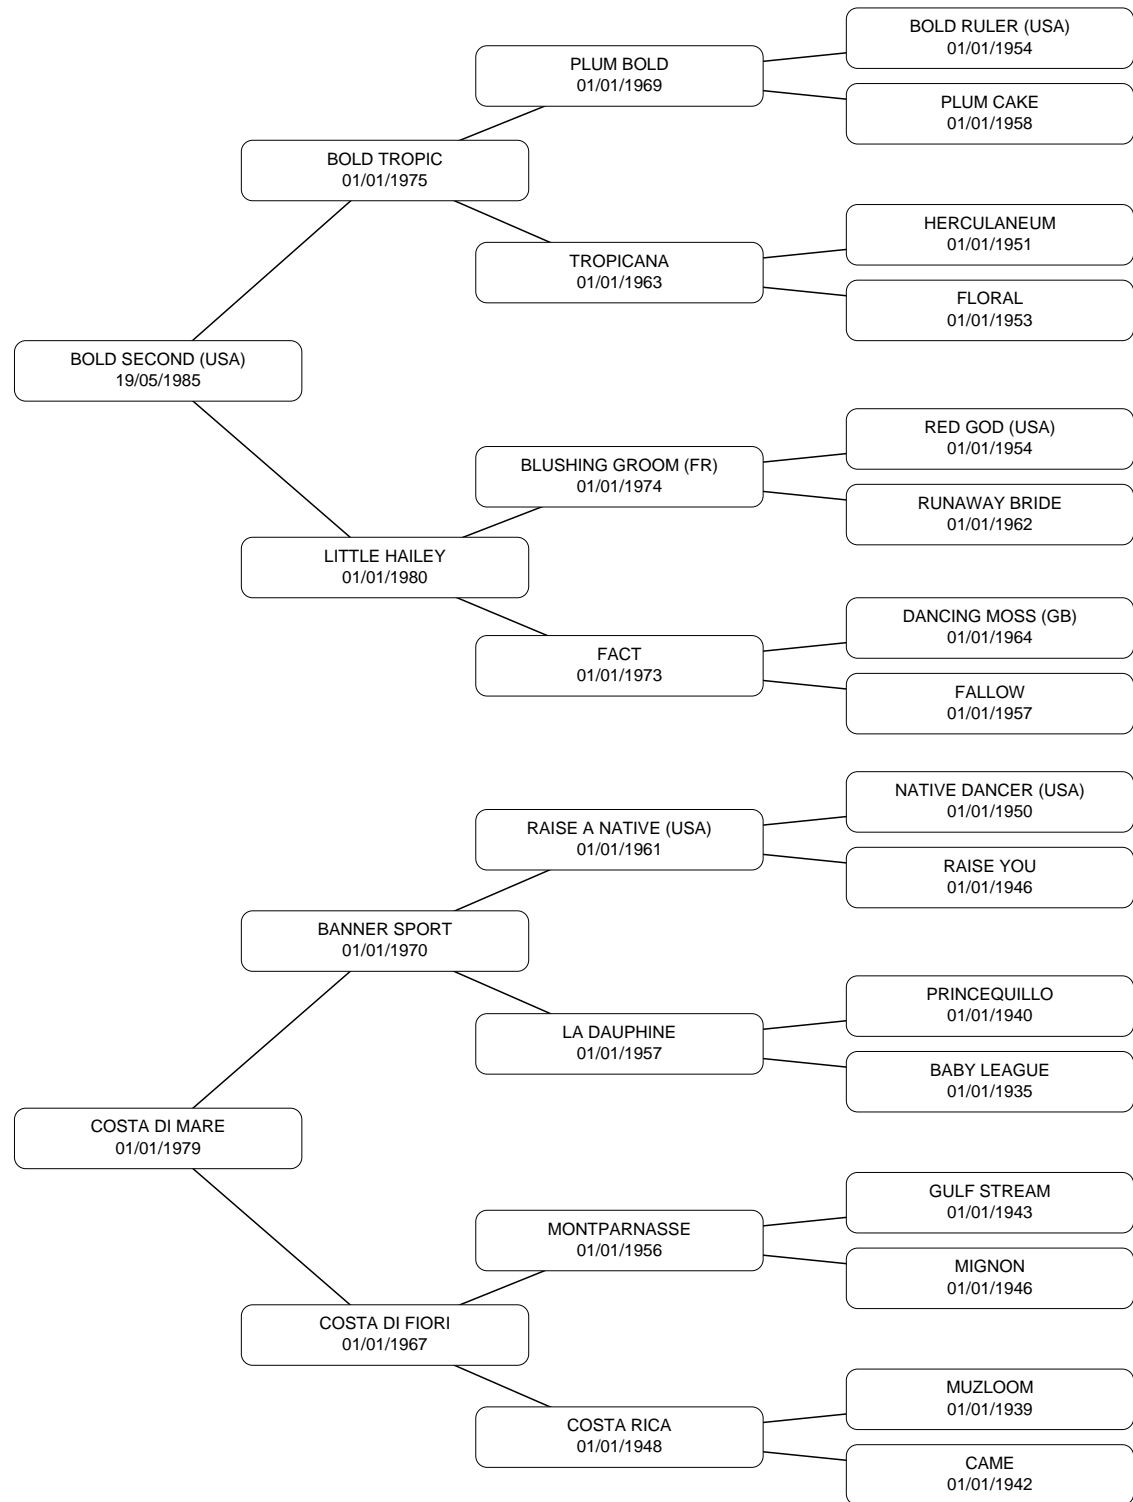 BOLD RULER (USA)
01/01/1954
PLUM BOLD
01/01/1969
PLUM CAKE
01/01/1958
BOLD TROPIC
01/01/1975
HERCULANEUM
01/01/1951
TROPICANA
01/01/1963
FLORAL
01/01/1953
BOLD SECOND (USA)
19/05/1985
RED GOD (USA)
01/01/1954
BLUSHING GROOM (FR)
01/01/1974
RUNAWAY BRIDE
01/01/1962
LITTLE HAILEY
01/01/1980
DANCING MOSS (GB)
01/01/1964
FACT
01/01/1973
FALLOW
01/01/1957
NATIVE DANCER (USA)
01/01/1950
RAISE A NATIVE (USA)
01/01/1961
RAISE YOU
01/01/1946
BANNER SPORT
01/01/1970
PRINCEQUILLO
01/01/1940
LA DAUPHINE
01/01/1957
BABY LEAGUE
01/01/1935
COSTA DI MARE
01/01/1979
GULF STREAM
01/01/1943
MONTPARNASSE
01/01/1956
MIGNON
01/01/1946
COSTA DI FIORI
01/01/1967
MUZLOOM
01/01/1939
COSTA RICA
01/01/1948
CAME
01/01/1942